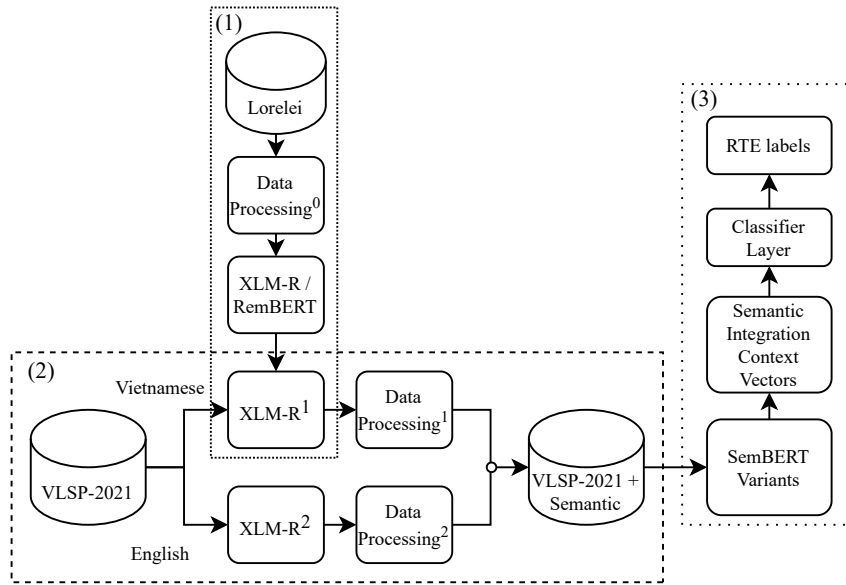 (1)
Lorelei
Data
Processing⁰
XLM-R /
RemBERT
(2)
Vietnamese
VLSP-2021
XLM-R¹
Data
Processing¹
English
XLM-R²
Data
Processing²
VLSP-2021 +
Semantic
(3)
RTE labels
Classifier
Layer
Semantic
Integration
Context
Vectors
SemBERT
Variants